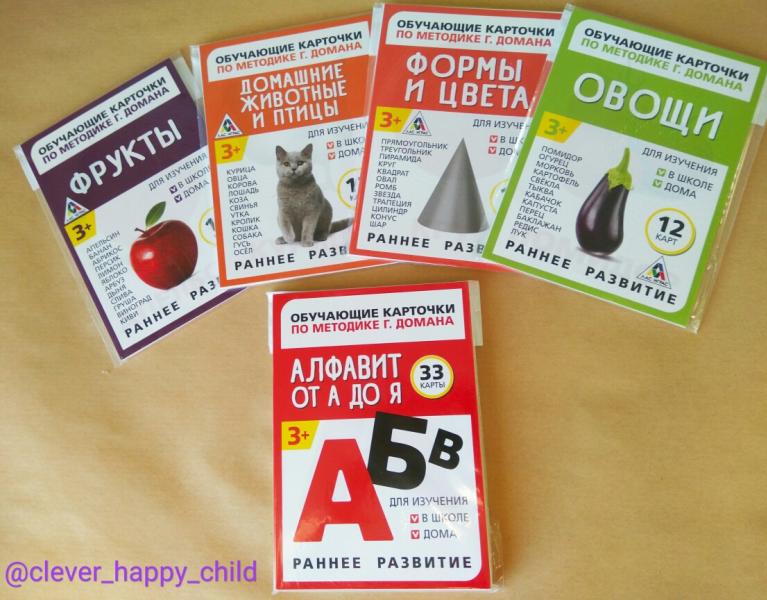 ОБУЧАЮЩИЕ КАРТОЧКИ
ПО МЕТОДИКЕ Г. ДОМАНА
ФРУКТЫ
ДЛЯ ИЗУЧЕНИЯ
В ШКОЛЕ
ДОМА
3+
АПЕЛЬСИН
БАНАН
АБРИКОС
ПЕРСИК
ЛИМОН
ЯБЛОКО
АРБУЗ
ДЫНЯ
СЛИВА
ГРУША
ВИНОГРАД
КИВИ
РАННЕЕ
ОБУЧАЮЩИЕ КАРТОЧКИ
ПО МЕТОДИКЕ Г. ДОМАНА
ДОМАШНИЕ
ЖИВОТНЫЕ
И ПТИЦЫ
ДЛЯ ИЗУЧЕНИЯ
В ШКОЛЕ
ДОМА
3+
КУРИЦА
ОВЦА
КОРОВА
ЛОШАДЬ
КОЗА
СВИНЬЯ
УТКА
КРОЛИК
КОШКА
СОБАКА
ГУСЬ
ОСЁЛ
РАННЕЕ
ОБУЧАЮЩИЕ КАРТОЧКИ
ПО МЕТОДИКЕ Г. ДОМАНА
ФОРМЫ
И ЦВЕТА
3+
ЛАС ИГРАС
ДЛЯ ИЗУЧЕНИЯ
ПРЯМОУГОЛЬНИК
ТРЕУГОЛЬНИК
ПИРАМИДА
КРУГ
КВАДРАТ
ОВАЛ
РОМБ
ЗВЕЗДА
ТРАПЕЦИЯ
ЦИЛИНДР
КОНУС
ШАР
РАННЕЕ
ОБУЧАЮЩИЕ КАРТОЧКИ
ПО МЕТОДИКЕ Г. ДОМАНА
ОВОЩИ
3+
ДЛЯ ИЗУЧЕНИЯ
В ШКОЛЕ
ДОМА
ПОМИДОР
ОГУРЕЦ
МОРКОВЬ
КАРТОФЕЛЬ
СВЕКЛА
ТЫКВА
КАБАЧОК
КАПУСТА
ПЕРЕЦ
БАКЛАЖАН
РЕДИС
ЛУК
12
КАРТ
ЛАС ИГРАС
РАННЕЕ РАЗВИТИЕ
ОБУЧАЮЩИЕ КАРТОЧКИ
ПО МЕТОДИКЕ Г. ДОМАНА
АЛФАВИТ
ОТ А ДО Я
33
КАРТЫ
3+
АБВ
ДЛЯ ИЗУЧЕНИЯ
В ШКОЛЕ
ДОМА
РАННЕЕ РАЗВИТИЕ
@clever_happy_child